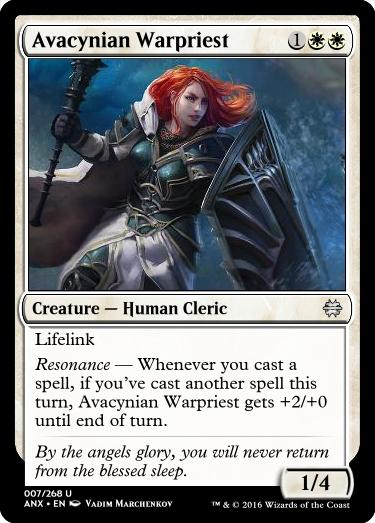 Avacynian Warpriest 1
Creature — Human Cleric
Lifelink
Resonance — Whenever you cast a
spell, if you've cast another spell this
turn, Avacynian Warpriest gets +2/+0
until end of turn.
By the angels glory, you will never return
from the blessed sleep.
1/4
007/268 U
ANX • EN Vadim Marchenkov
™ & © 2016 Wizards of the Coast